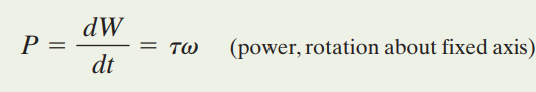 P = dW/dt = τω (power, rotation about fixed axis)